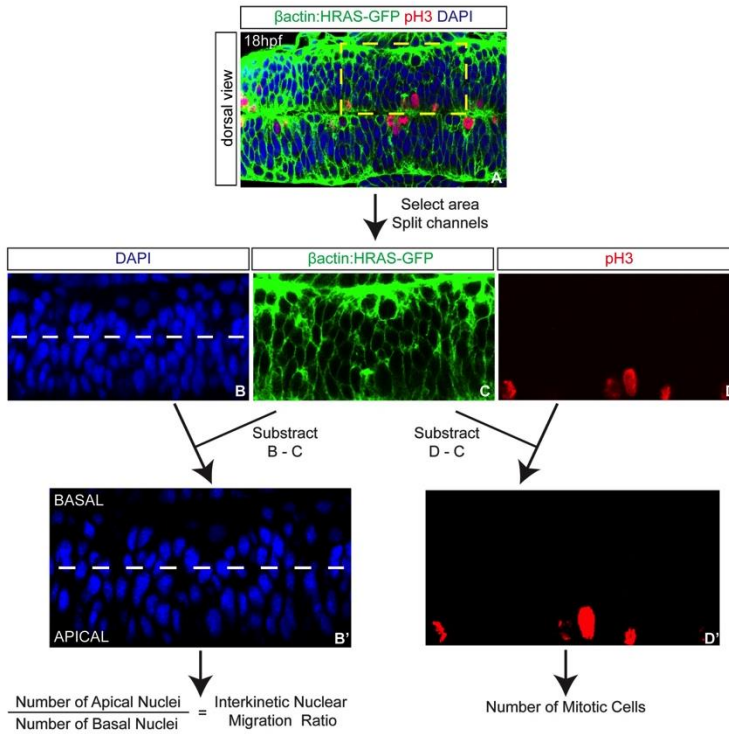 βactin:HRAS-GFP pH3 DAPI
18hpf
dorsal view
A
Select area
Split channels
DAPI
βactin:HRAS-GFP
pH3
B
C
Substract
B - C
Substract
D - C
BASAL
APICAL
B'
D'
Number of Apical Nuclei
Number of Basal Nuclei
=
Interkinetic Nuclear
Migration Ratio
Number of Mitotic Cells